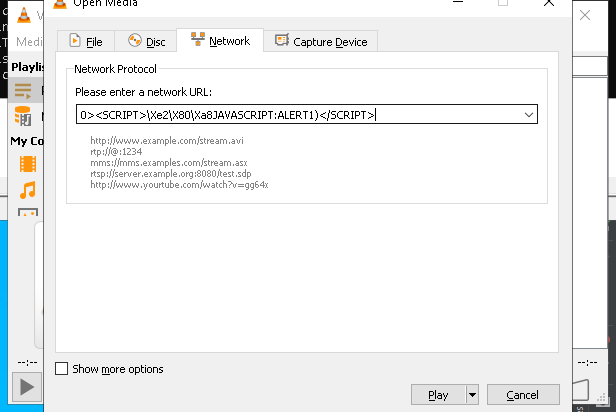 Open Media
V
Medi
File
Disc
Network
Capture Device
Playlis
Network Protocol
Please enter a network URL:
0><SCRIPT>\Xe2\X80\Xa8JAVASCRIPT:ALERT1)</SCRIPT>
http://www.example.com/stream.avi
rtp://@:1234
mms://mms.examples.com/stream.asx
rtsp://server.example.org:8080/test.sdp
http://www.yourtube.com/watch?v=gg64x
My Co
--:--
--:--
Show more options
Play
Cancel